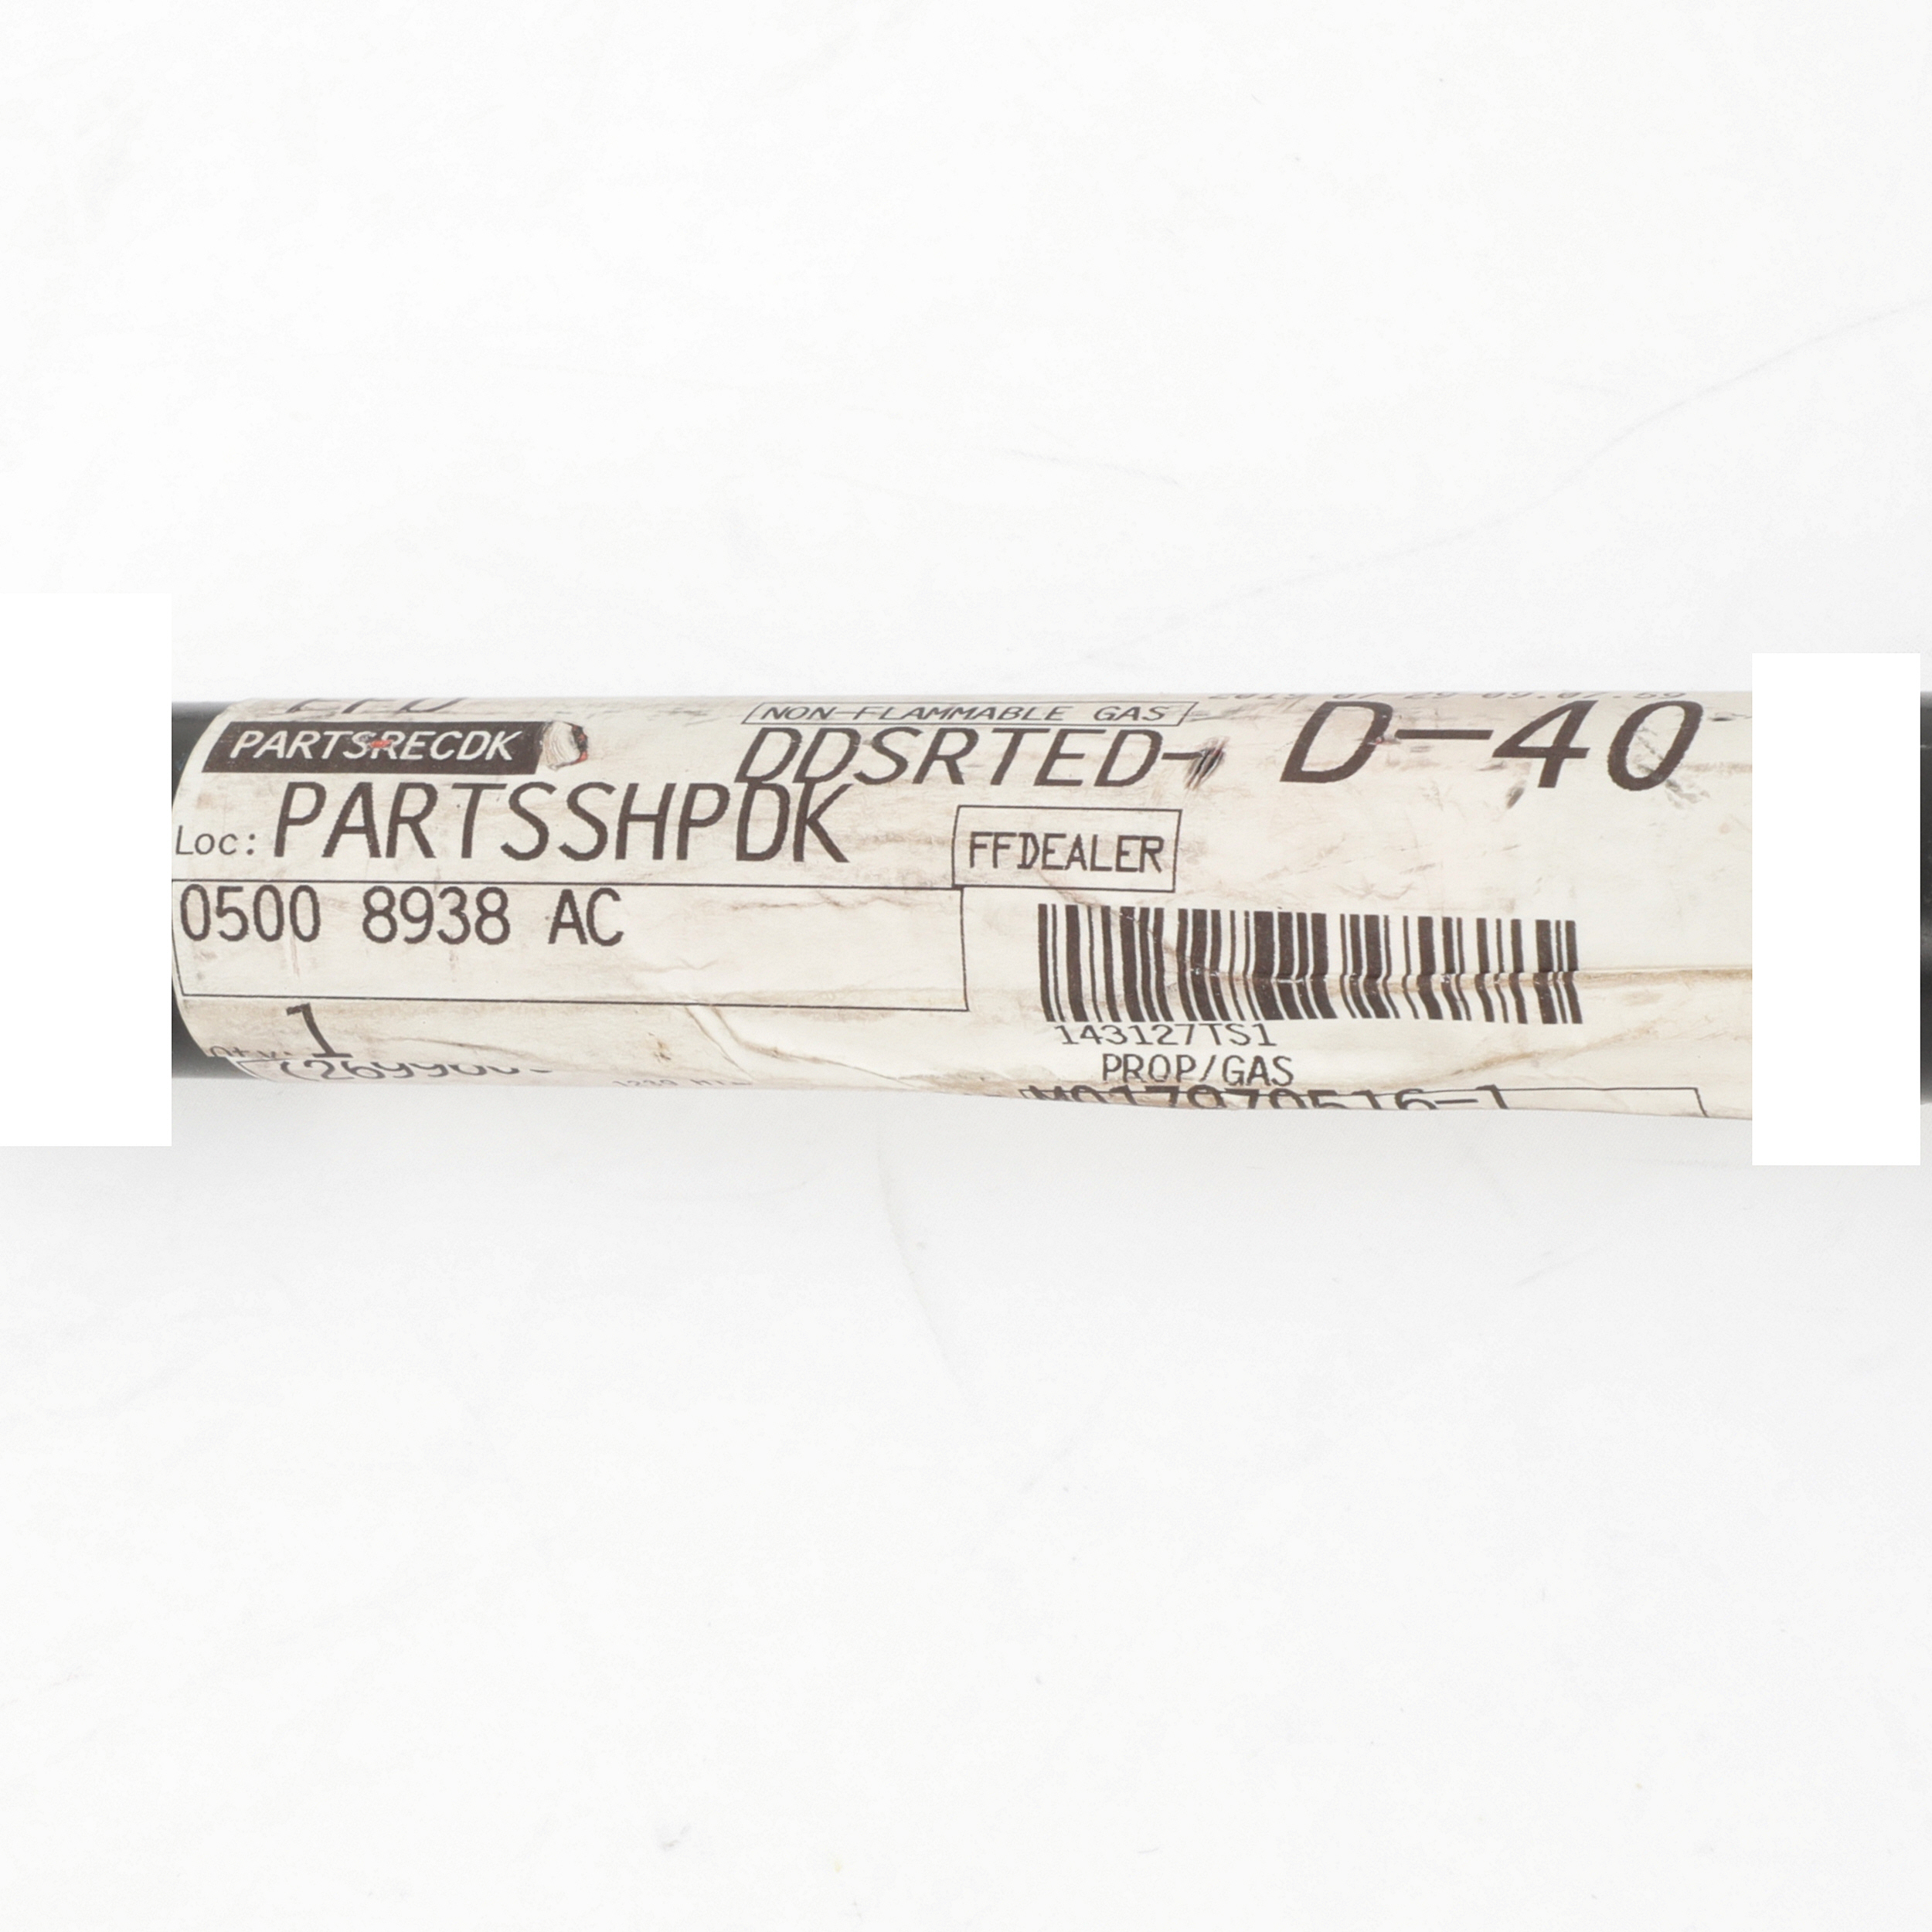 NON-FLAMMABLE GAS
PARTSRECDK
DDSRTED- D-40
Loc: PARTSSHPDK
FFDEALER
0500 8938 AC
1
143127TS1
PROP/GAS